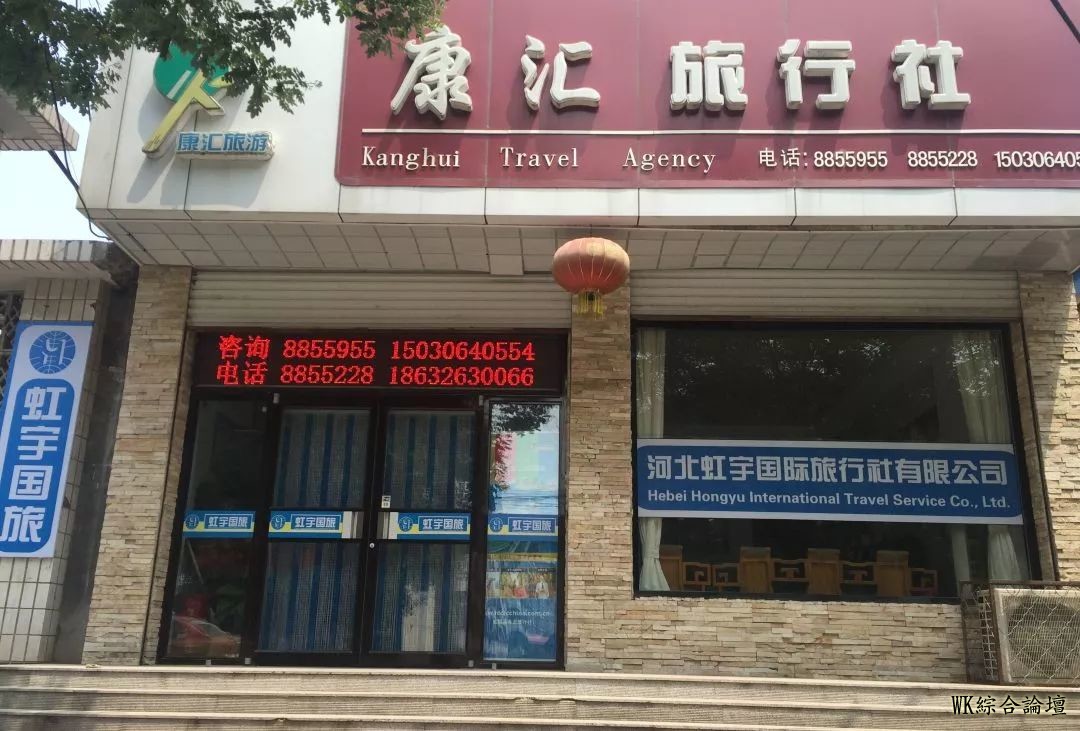 康汇旅行社
康汇旅游
Kanghui Travel Agency 电话:8855955 8855228 150306405
咨询 8855955 15030640554
电话 8855228 18632630066
虹宇国旅
河北虹宇国际旅行社有限公司
Hebei Hongyu International Travel Service Co., Ltd.
虹宇国旅
虹宇国旅
虹宇国旅
虹宇国旅
WK綜合論壇